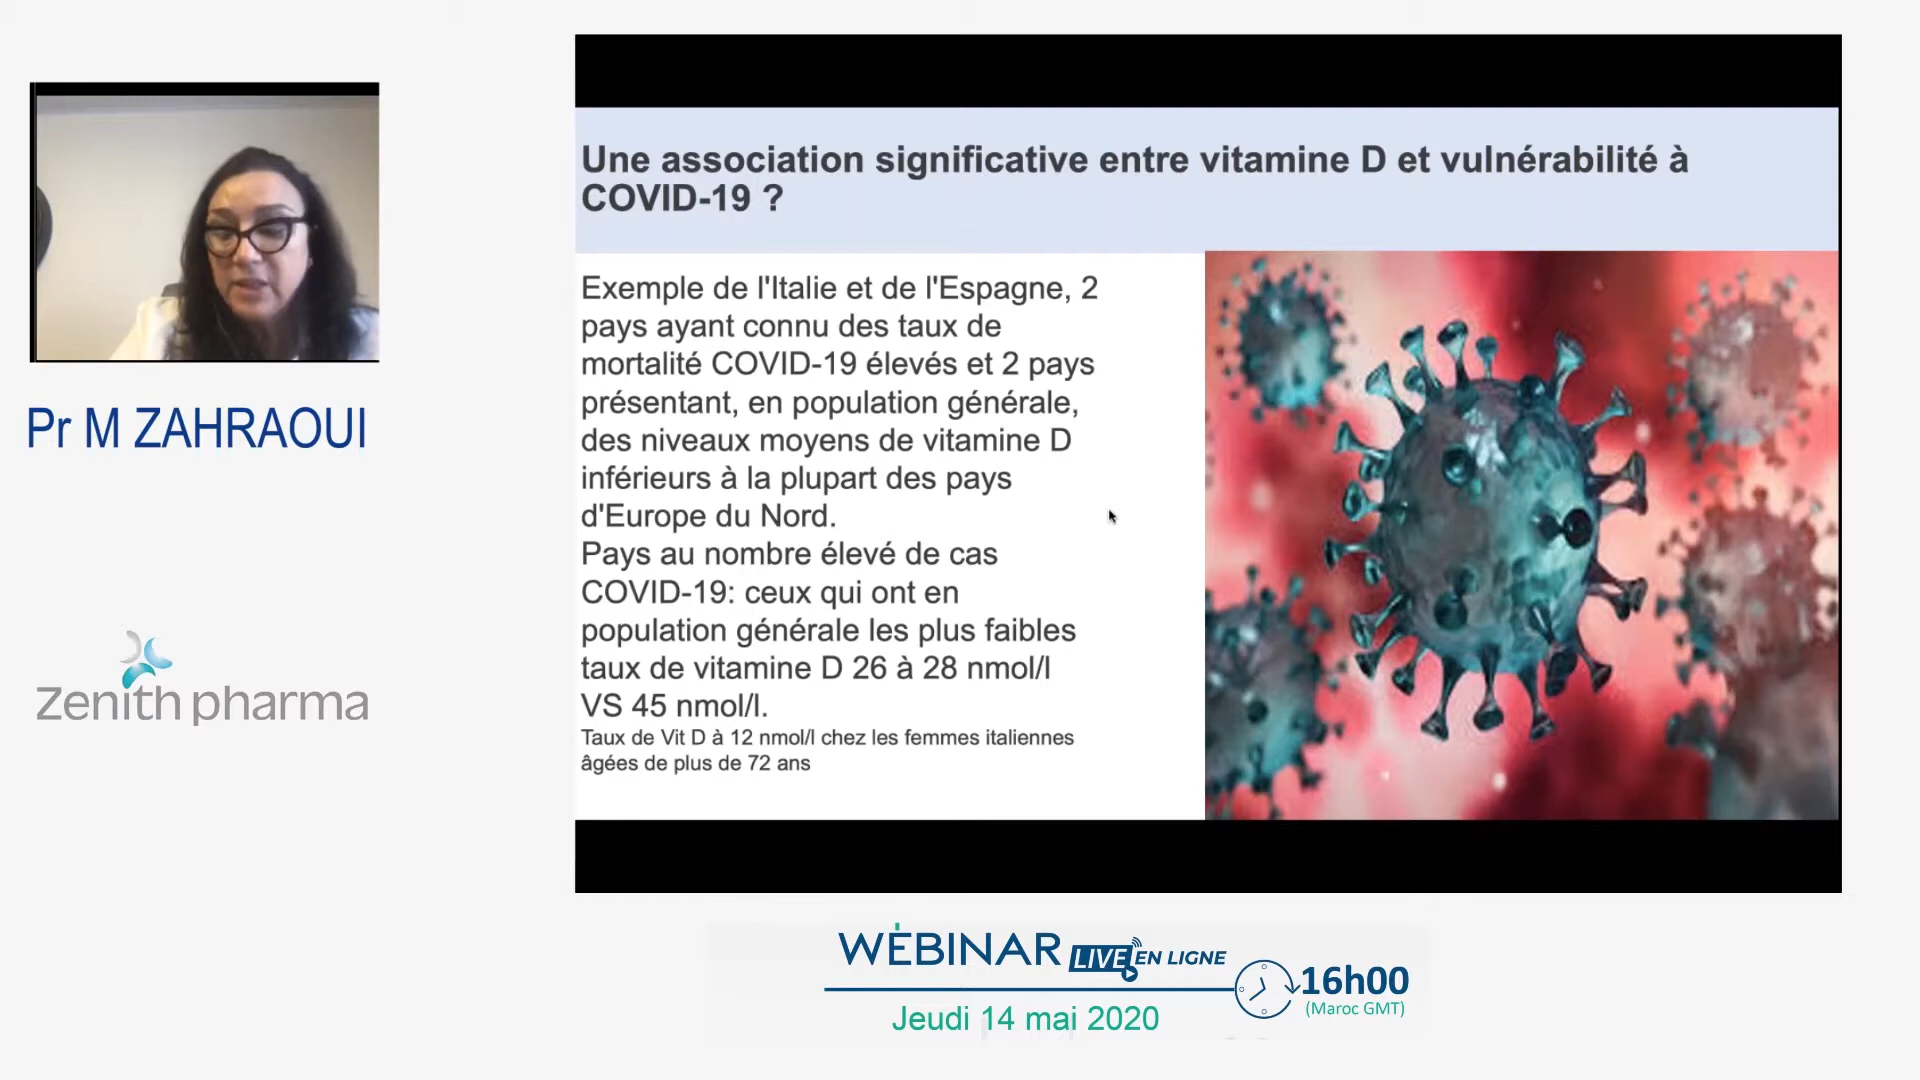 Une association significative entre vitamine D et vulnérabilité à
COVID-19 ?
Exemple de l'Italie et de l'Espagne, 2
pays ayant connu des taux de
mortalité COVID-19 élevés et 2 pays
présentant, en population générale,
des niveaux moyens de vitamine D
inférieurs à la plupart des pays
d'Europe du Nord.
Pays au nombre élevé de cas
COVID-19: ceux qui ont en
population générale les plus faibles
taux de vitamine D 26 à 28 nmol/l
VS 45 nmol/l.
Taux de Vit D à 12 nmol/l chez les femmes italiennes
âgées de plus de 72 ans
Pr M ZAHRAOUI
zenith pharma
WEBINAR LIVE EN LIGNE
16h00
(Maroc GMT)
Jeudi 14 mai 2020